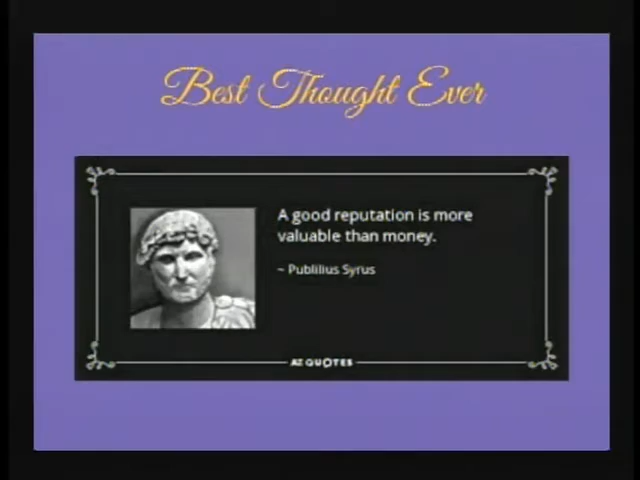 Best Thought Ever
A good reputation is more
valuable than money.
~ Publilius Syrus
AZ QUOTES